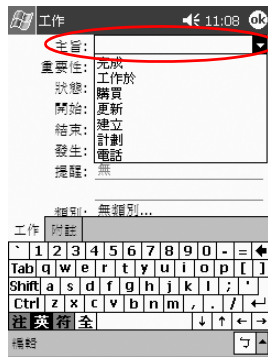 工作 11:08 ok
主旨:
重要性: 完成
工作於
狀態: 購買
開始: 更新
結束: 建立
計劃
發生: 電話
提醒: 無
類別: 無類別...
工作 附註
` 1 2 3 4 5 6 7 8 9 0 - =
Tab q w e r t y u i o p [ ]
Shift a s d f g h j k l ; '
Ctrl z x c v b n m , . /
注 英 符 全
編輯